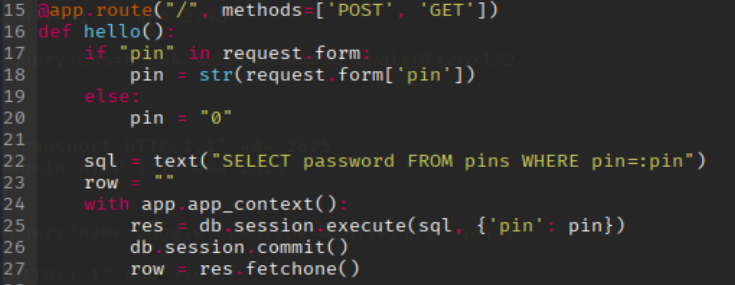 15 @app.route("/", methods=['POST', 'GET'])
16 def hello():
17     if "pin" in request.form:
18         pin = str(request.form['pin'])
19     else:
20         pin = "0"
21
22     sql = text("SELECT password FROM pins WHERE pin=:pin")
23     row = ""
24     with app.app_context():
25         res = db.session.execute(sql, {'pin': pin})
26         db.session.commit()
27         row = res.fetchone()